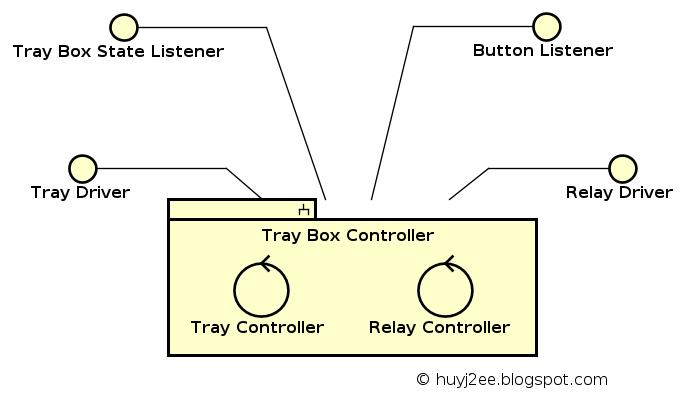 Tray Box State Listener
Button Listener
Tray Driver
Relay Driver
Tray Box Controller
Tray Controller
Relay Controller
© huyj2ee.blogspot.com